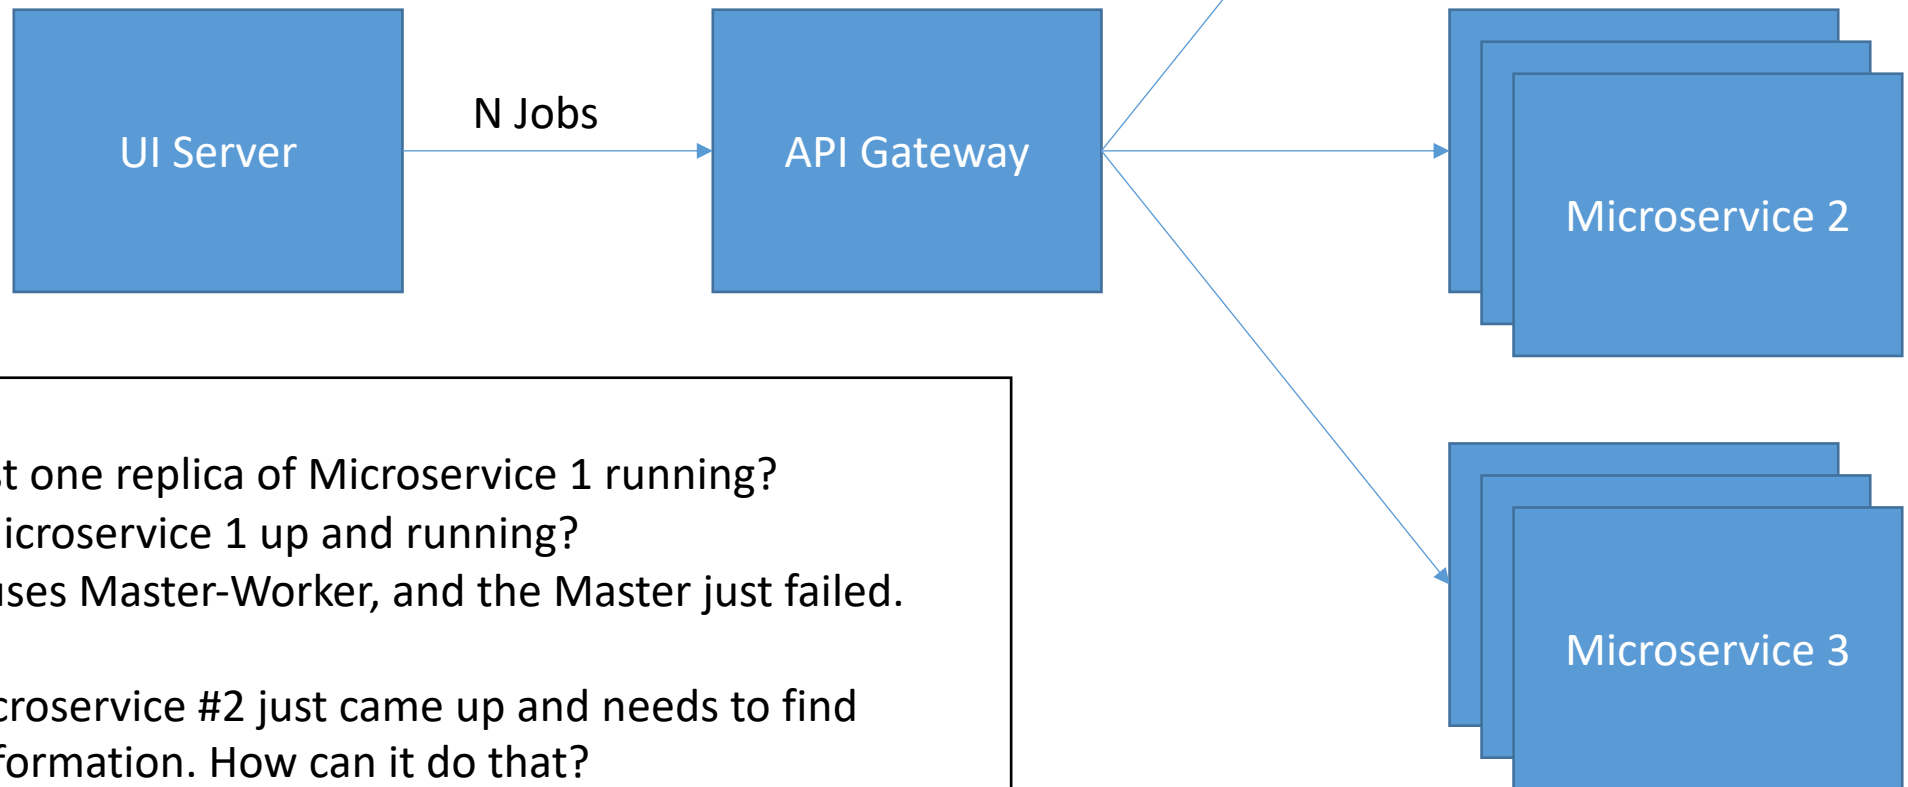 N Jobs
UI Server
API Gateway
Microservice 2
one replica of Microservice 1 running?
icroservice 1 up and running?
uses Master-Worker, and the Master just failed.
Microservice 3
croservice #2 just came up and needs to find
formation. How can it do that?